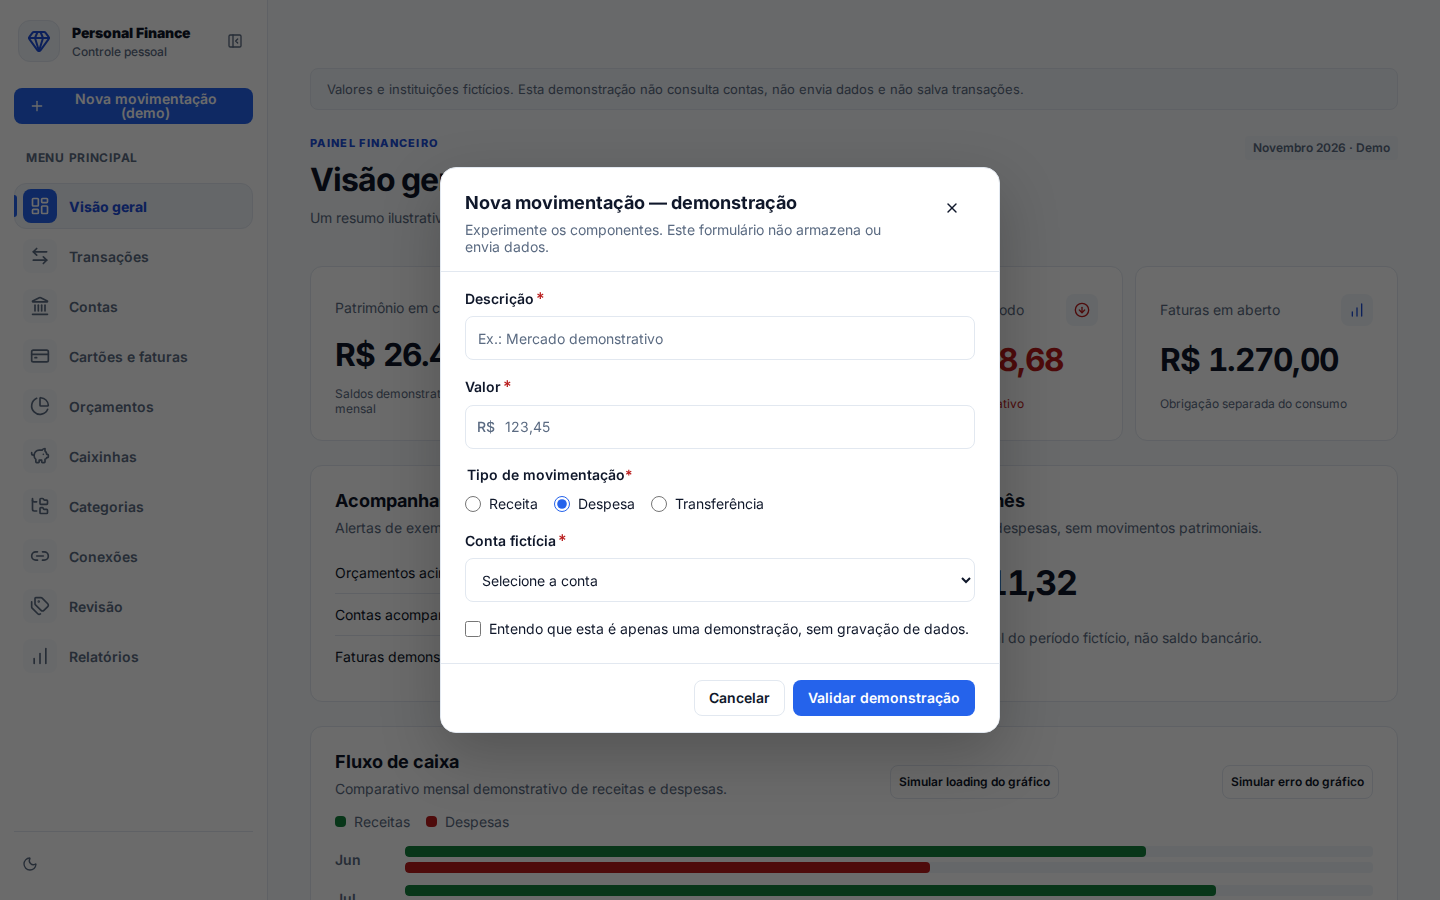 Personal Finance
Controle pessoal
Nova movimentação
(demo)
MENU PRINCIPAL
Visão geral
Transações
Contas
Cartões e faturas
Orçamentos
Caixinhas
Categorias
Conexões
Revisão
Relatórios
Valores e instituições fictícios. Esta demonstração não consulta contas, não envia dados e não salva transações.
PAINEL FINANCEIRO
Novembro 2026 · Demo
Visão ge
Um resumo ilustrativ
Patrimônio em c
R$ 26.4
Saldos demonstrat
mensal
odo
8,68
ativo
Faturas em aberto
R$ 1.270,00
Obrigação separada do consumo
Acompanha
Alertas de exem
Orçamentos aci
Contas acompa
Faturas demons
mês
despesas, sem movimentos patrimoniais.
11,32
l do período fictício, não saldo bancário.
Nova movimentação — demonstração
Experimente os componentes. Este formulário não armazena ou
envia dados.
Descrição *
Ex.: Mercado demonstrativo
Valor *
R$ 123,45
Tipo de movimentação*
Receita
Despesa
Transferência
Conta fictícia *
Selecione a conta
Entendo que esta é apenas uma demonstração, sem gravação de dados.
Cancelar
Validar demonstração
Fluxo de caixa
Comparativo mensal demonstrativo de receitas e despesas.
Simular loading do gráfico
Simular erro do gráfico
Receitas
Despesas
Jun
Jul